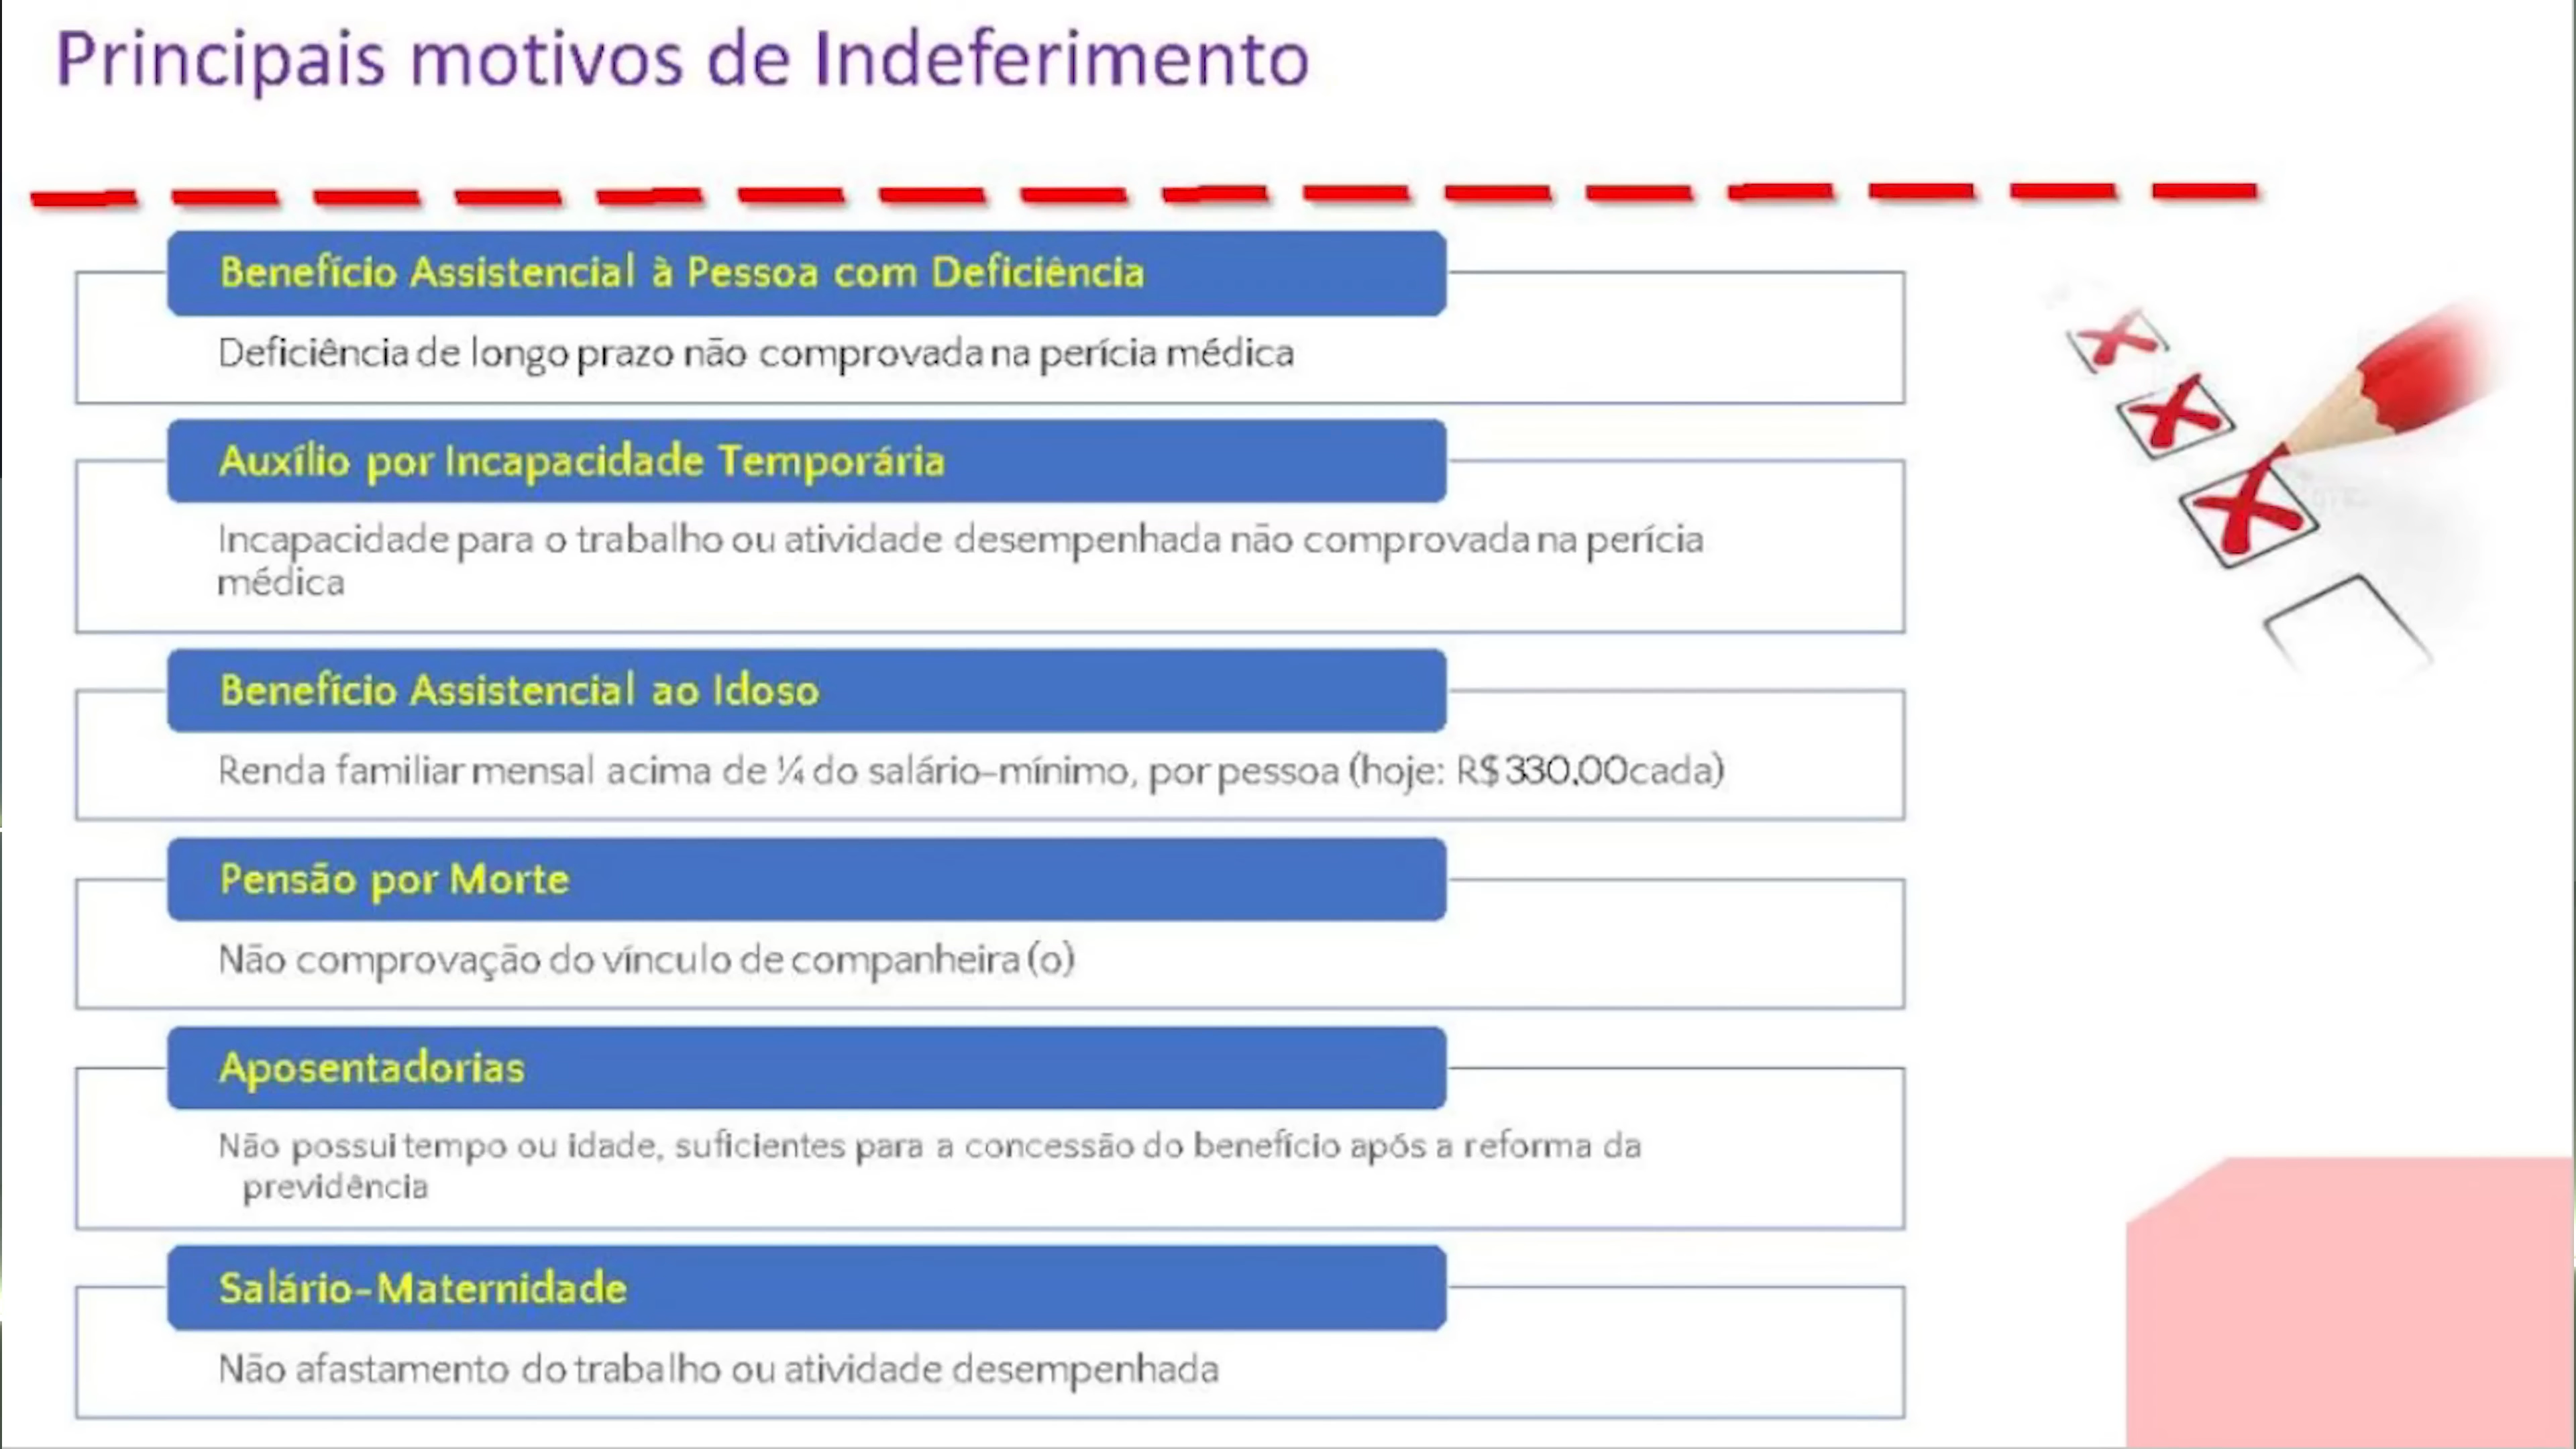 Principais motivos de Indeferimento
Benefício Assistencial à Pessoa com Deficiência
Deficiência de longo prazo não comprovada na perícia médica
Auxílio por Incapacidade Temporária
Incapacidade para o trabalho ou atividade desempenhada não comprovada na perícia
médica
Benefício Assistencial ao Idoso
Renda familiar mensal acima de ¼ do salário-mínimo, por pessoa (hoje: R$ 330,00 cada)
Pensão por Morte
Não comprovação do vínculo de companheira (o)
Aposentadorias
Não possui tempo ou idade, suficientes para a concessão do benefício após a reforma da
previdência
Salário-Maternidade
Não afastamento do trabalho ou atividade desempenhada